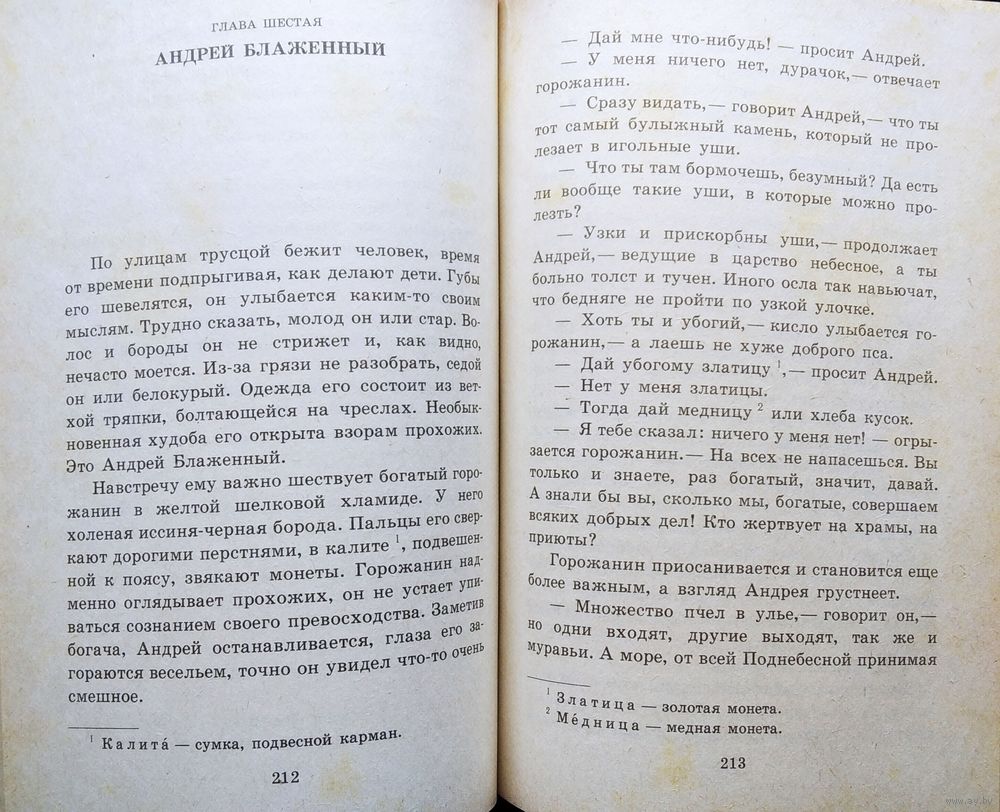 ГЛАВА ШЕСТАЯ
АНДРЕЙ БЛАЖЕННЫЙ
По улицам трусцой бежит человек, время
от времени подпрыгивая, как делают дети. Губы
его шевелятся, он улыбается каким-то своим
мыслям. Трудно сказать, молод он или стар. Во-
лос и бороды он не стрижет и, как видно,
нечасто моется. Из-за грязи не разобрать, седой
он или белокурый. Одежда его состоит из вет-
хой тряпки, болтающейся на чреслах. Необык-
новенная худоба его открыта взорам прохожих.
Это Андрей Блаженный.
Навстречу ему важно шествует богатый горо-
жанин в желтой шелковой хламиде. У него
холеная иссиня-черная борода. Пальцы его свер-
кают дорогими перстнями, в калите ¹, подвешен-
ной к поясу, звякают монеты. Горожанин над-
менно оглядывает прохожих, он не устает упи-
ваться сознанием своего превосходства. Заметив
богача, Андрей останавливается, глаза его за-
гораются весельем, точно он увидел что-то очень
смешное.
¹ Калита́ — сумка, подвесной карман.
212
— Дай мне что-нибудь! — просит Андрей.
— У меня ничего нет, дурачок,— отвечает
горожанин.
— Сразу видать,— говорит Андрей,— что ты
тот самый булыжный камень, который не про-
лезает в игольные уши.
— Что ты там бормочешь, безумный? Да есть
ли вообще такие уши, в которые можно про-
лезть?
— Узки и прискорбны уши,— продолжает
Андрей,— ведущие в царство небесное, а ты
больно толст и тучен. Иного осла так навьючат,
что бедняге не пройти по узкой улочке.
— Хоть ты и убогий,— кисло улыбается го-
рожанин,— а лаешь не хуже доброго пса.
— Дай убогому златицу ¹,— просит Андрей.
— Нет у меня златицы.
— Тогда дай медницу ² или хлеба кусок.
— Я тебе сказал: ничего у меня нет! — огры-
зается горожанин.— На всех не напасешься. Вы
только и знаете, раз богатый, значит, давай.
А знали бы вы, сколько мы, богатые, совершаем
всяких добрых дел! Кто жертвует на храмы, на
приюты?
Горожанин приосанивается и становится еще
более важным, а взгляд Андрея грустнеет.
— Множество пчел в улье,— говорит он,—
но одни входят, другие выходят, так же и
муравьи. А море, от всей Поднебесной принимая
¹ Златица — золотая монета.
² Ме́дница — медная монета.
213
www.ay.by